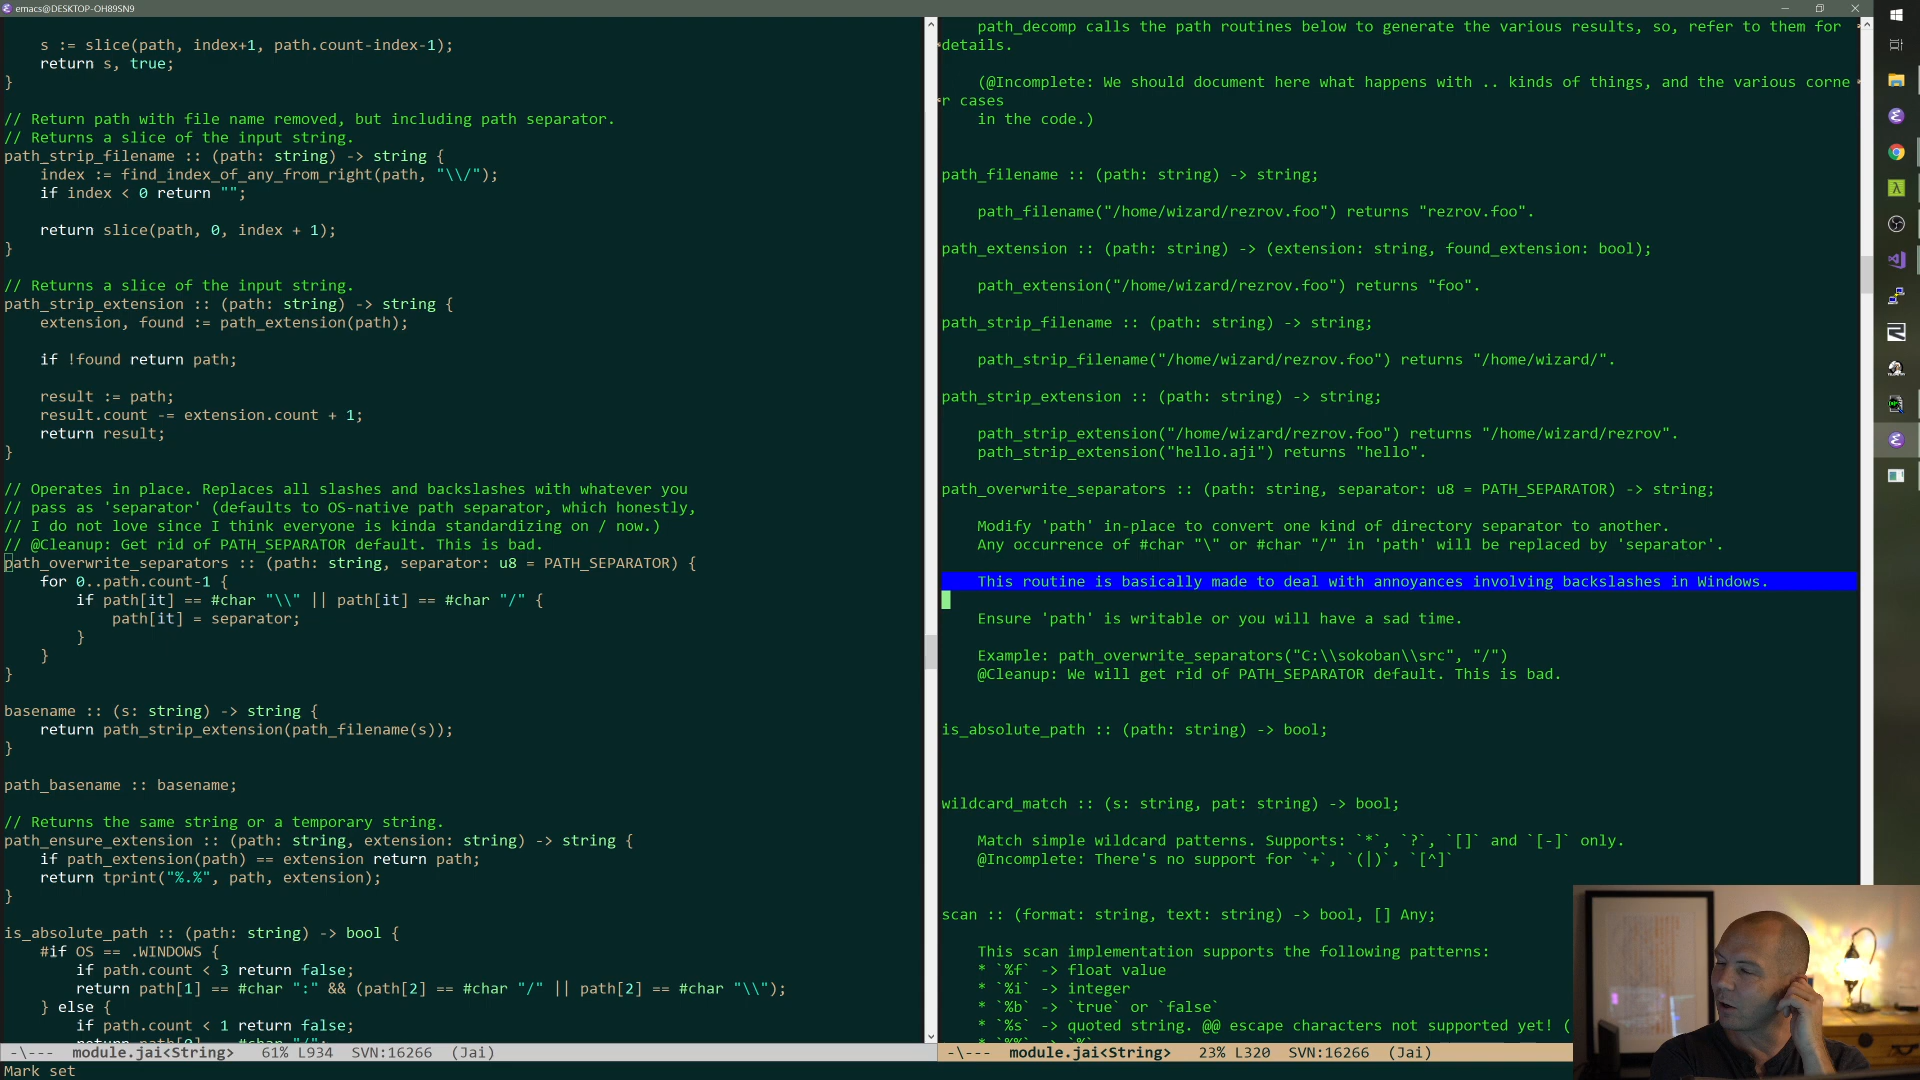 emacs@DESKTOP-OH89SN9
s := slice(path, index+1, path.count-index-1);
return s, true;
}
// Return path with file name removed, but including path separator.
// Returns a slice of the input string.
path_strip_filename :: (path: string) -> string {
index := find_index_of_any_from_right(path, "\\/");
if index < 0 return "";
return slice(path, 0, index + 1);
}
// Returns a slice of the input string.
path_strip_extension :: (path: string) -> string {
extension, found := path_extension(path);
if !found return path;
result := path;
result.count -= extension.count + 1;
return result;
}
// Operates in place. Replaces all slashes and backslashes with whatever you
// pass as 'separator' (defaults to OS-native path separator, which honestly,
// I do not love since I think everyone is kinda standardizing on / now.)
// @Cleanup: Get rid of PATH_SEPARATOR default. This is bad.
path_overwrite_separators :: (path: string, separator: u8 = PATH_SEPARATOR) {
for 0..path.count-1 {
if path[it] == #char "\\" || path[it] == #char "/" {
path[it] = separator;
}
}
}
basename :: (s: string) -> string {
return path_strip_extension(path_filename(s));
}
path_basename :: basename;
// Returns the same string or a temporary string.
path_ensure_extension :: (path: string, extension: string) -> string {
if path_extension(path) == extension return path;
return tprint("%.%", path, extension);
}
is_absolute_path :: (path: string) -> bool {
#if OS == .WINDOWS {
if path.count < 3 return false;
return path[1] == #char ":" && (path[2] == #char "/" || path[2] == #char "\\");
} else {
if path.count < 1 return false;
-\--- module.jai<String> 61% L934 SVN:16266 (Jai)
Mark set
path_decomp calls the path routines below to generate the various results, so, refer to them for
details.
(@Incomplete: We should document here what happens with .. kinds of things, and the various corne
r cases
in the code.)
path_filename :: (path: string) -> string;
path_filename("/home/wizard/rezrov.foo") returns "rezrov.foo".
path_extension :: (path: string) -> (extension: string, found_extension: bool);
path_extension("/home/wizard/rezrov.foo") returns "foo".
path_strip_filename :: (path: string) -> string;
path_strip_filename("/home/wizard/rezrov.foo") returns "/home/wizard/".
path_strip_extension :: (path: string) -> string;
path_strip_extension("/home/wizard/rezrov.foo") returns "/home/wizard/rezrov".
path_strip_extension("hello.aji") returns "hello".
path_overwrite_separators :: (path: string, separator: u8 = PATH_SEPARATOR) -> string;
Modify 'path' in-place to convert one kind of directory separator to another.
Any occurrence of #char "\" or #char "/" in 'path' will be replaced by 'separator'.
This routine is basically made to deal with annoyances involving backslashes in Windows.
Ensure 'path' is writable or you will have a sad time.
Example: path_overwrite_separators("C:\\sokoban\\src", "/")
@Cleanup: We will get rid of PATH_SEPARATOR default. This is bad.
is_absolute_path :: (path: string) -> bool;
wildcard_match :: (s: string, pat: string) -> bool;
Match simple wildcard patterns. Supports: `*`, `?`, `[]` and `[-]` only.
@Incomplete: There's no support for `+`, `(|)`, `[^]`
scan :: (format: string, text: string) -> bool, [] Any;
This scan implementation supports the following patterns:
* `%f` -> float value
* `%i` -> integer
* `%b` -> `true` or `false`
* `%s` -> quoted string. @@ escape characters not supported yet! (
-\--- module.jai<String> 23% L320 SVN:16266 (Jai)